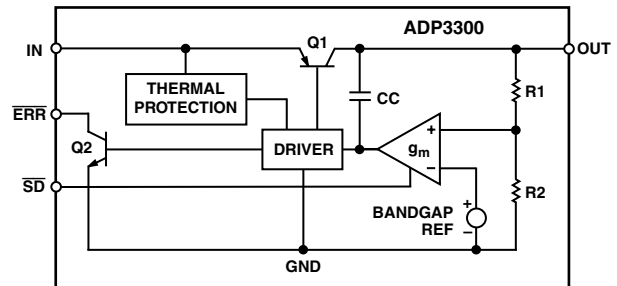 ADP3300
IN
Q1
OUT
THERMAL
PROTECTION
R1
CC
ERR
Q2
DRIVER
gm
+
−
SD
R2
BANDGAP
REF
+
−
GND